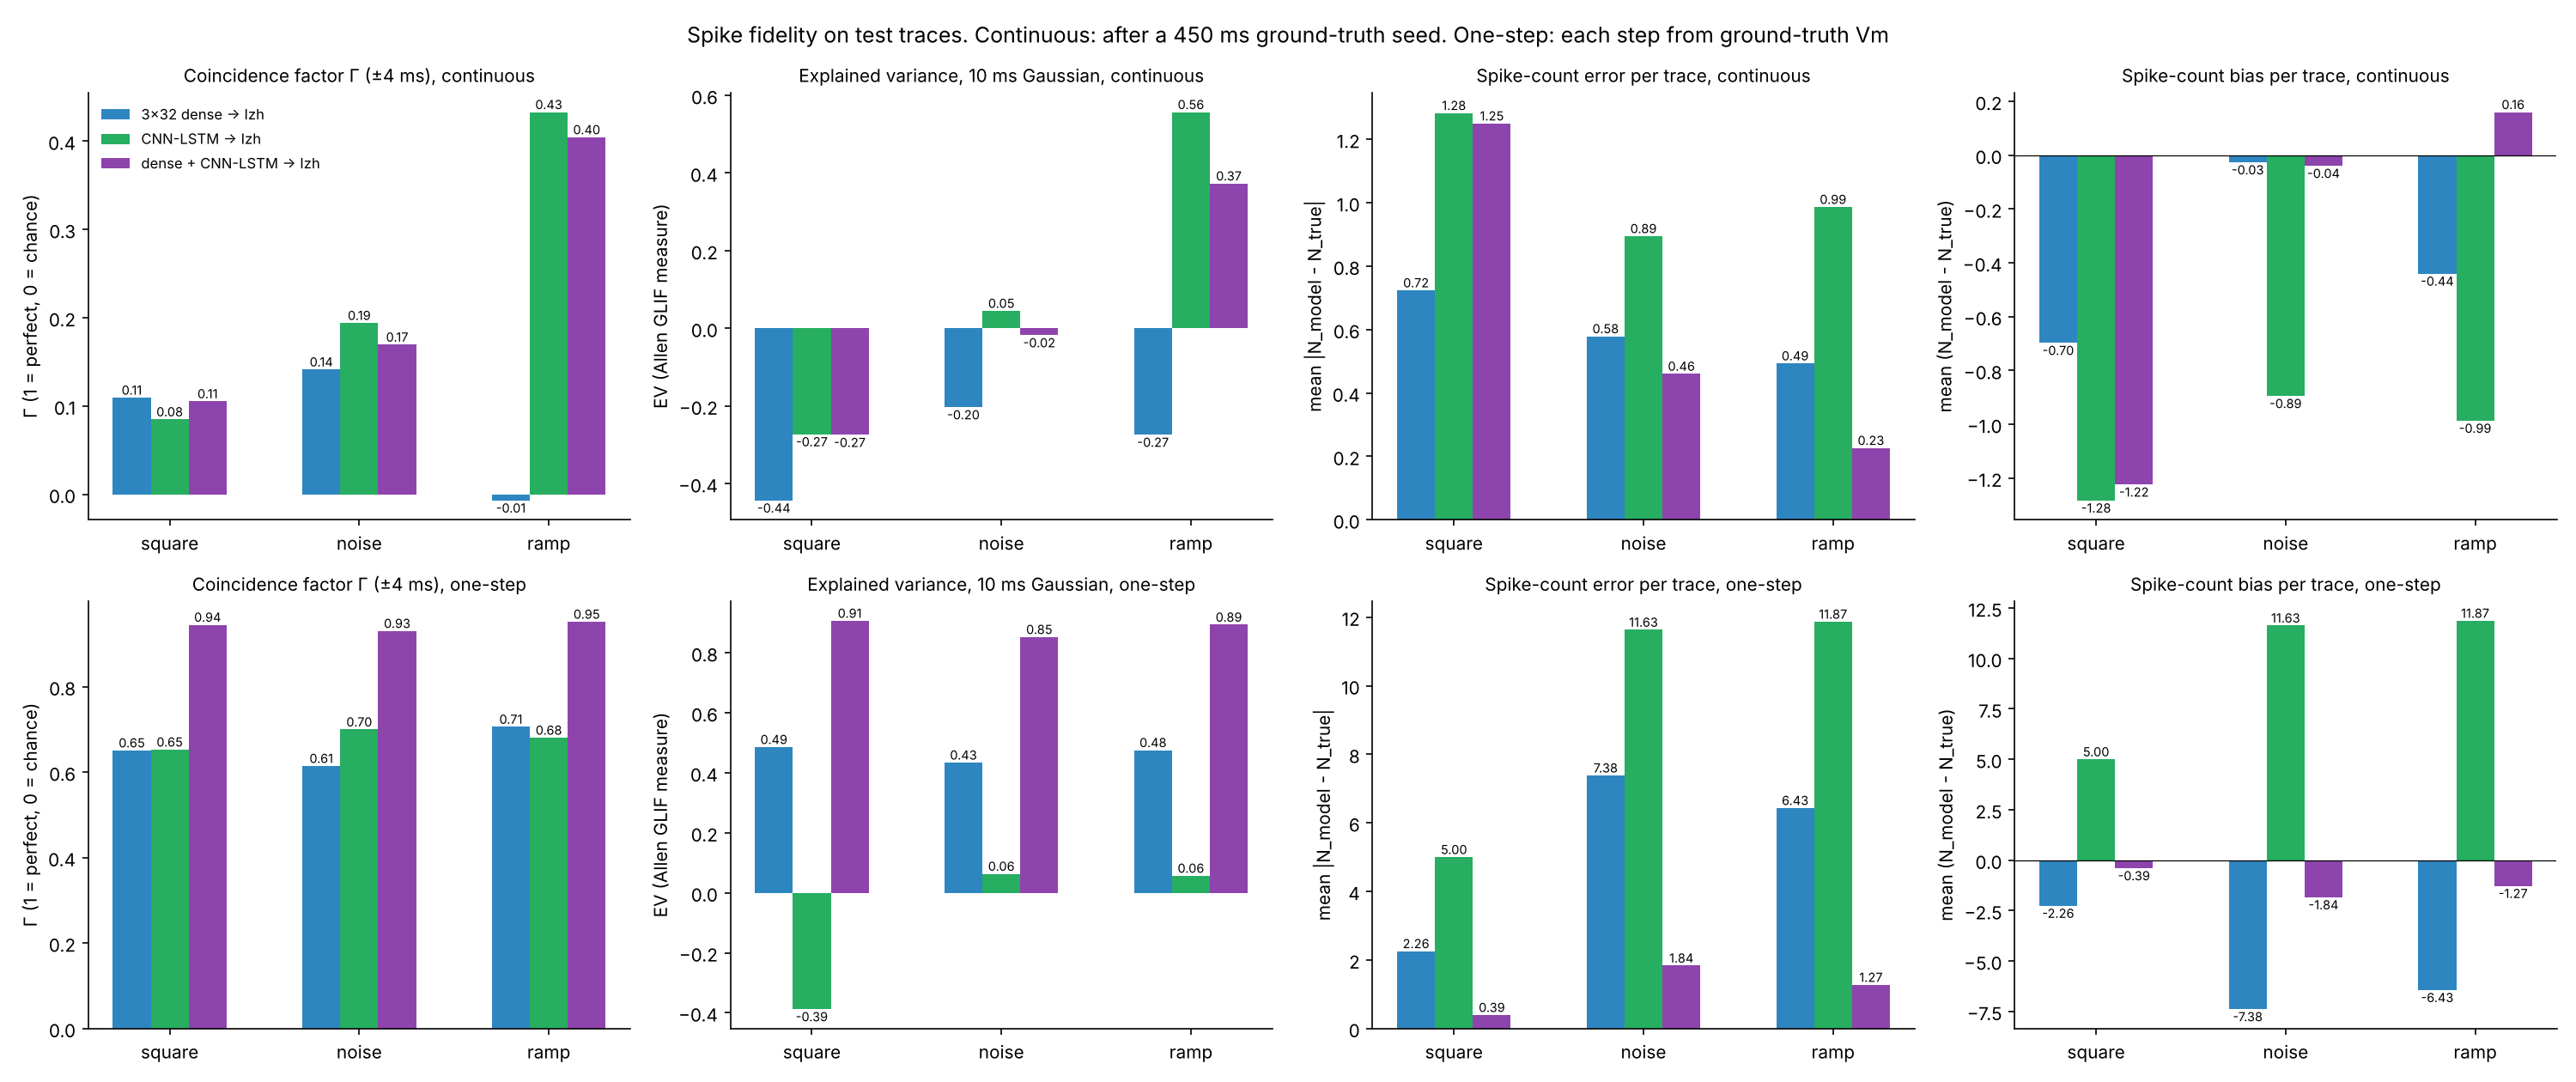 Spike fidelity on test traces. Continuous: after a 450 ms ground-truth seed. One-step: each step from ground-truth Vm
Coincidence factor Γ (±4 ms), continuous
Γ (1 = perfect, 0 = chance)
0.4
0.3
0.2
0.1
0.0
3×32 dense → Izh
CNN-LSTM → Izh
dense + CNN-LSTM → Izh
0.11
0.08
0.11
0.14
0.19
0.17
-0.01
0.43
0.40
square
noise
ramp
Explained variance, 10 ms Gaussian, continuous
EV (Allen GLIF measure)
0.6
0.4
0.2
0.0
−0.2
−0.4
-0.44
-0.27
-0.27
-0.20
0.05
-0.02
-0.27
0.56
0.37
square
noise
ramp
Spike-count error per trace, continuous
mean |N_model - N_true|
1.2
1.0
0.8
0.6
0.4
0.2
0.0
0.72
1.28
1.25
0.58
0.89
0.46
0.49
0.99
0.23
square
noise
ramp
Spike-count bias per trace, continuous
mean (N_model - N_true)
0.2
0.0
−0.2
−0.4
−0.6
−0.8
−1.0
−1.2
-0.70
-1.28
-1.22
-0.03
-0.89
-0.04
-0.44
-0.99
0.16
square
noise
ramp
Coincidence factor Γ (±4 ms), one-step
Γ (1 = perfect, 0 = chance)
0.8
0.6
0.4
0.2
0.0
0.65
0.65
0.94
0.61
0.70
0.93
0.71
0.68
0.95
square
noise
ramp
Explained variance, 10 ms Gaussian, one-step
EV (Allen GLIF measure)
0.8
0.6
0.4
0.2
0.0
−0.2
−0.4
0.49
-0.39
0.91
0.43
0.06
0.85
0.48
0.06
0.89
square
noise
ramp
Spike-count error per trace, one-step
mean |N_model - N_true|
12
10
8
6
4
2
0
2.26
5.00
0.39
7.38
11.63
1.84
6.43
11.87
1.27
square
noise
ramp
Spike-count bias per trace, one-step
mean (N_model - N_true)
12.5
10.0
7.5
5.0
2.5
0.0
−2.5
−5.0
−7.5
-2.26
5.00
-0.39
-7.38
11.63
-1.84
-6.43
11.87
-1.27
square
noise
ramp